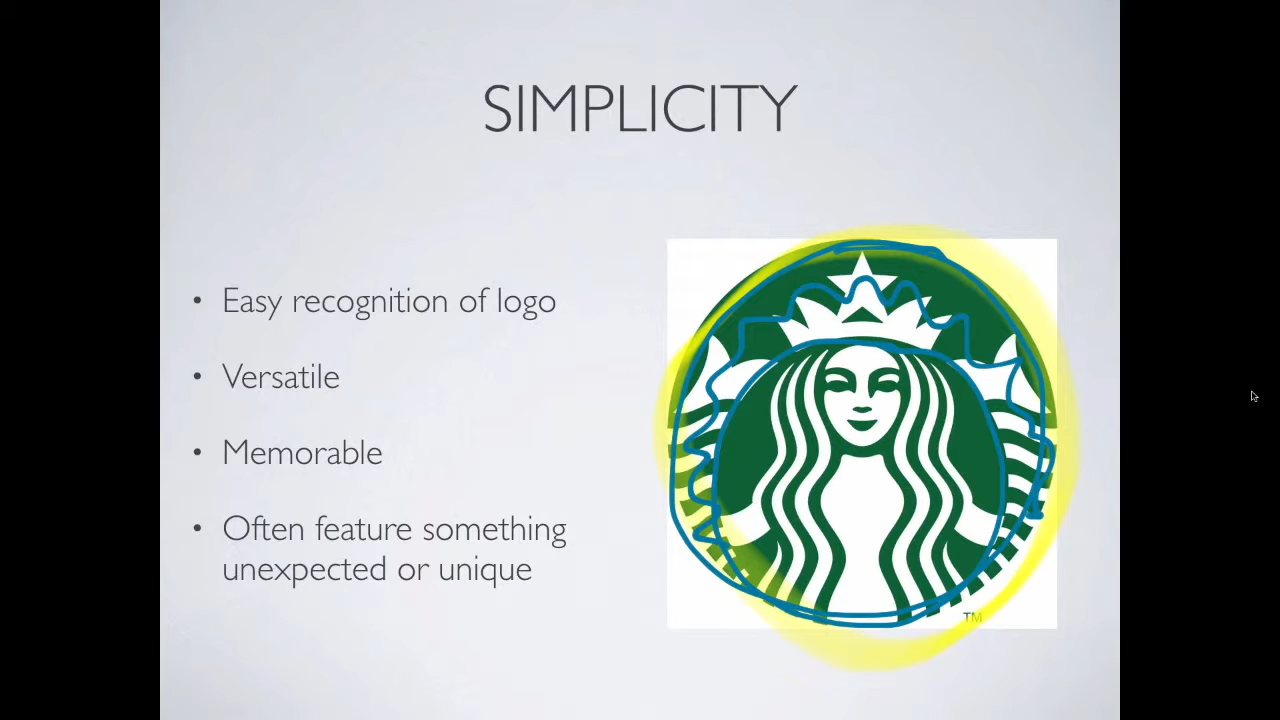 SIMPLICITY
• Easy recognition of logo
• Versatile
• Memorable
• Often feature something
unexpected or unique
TM